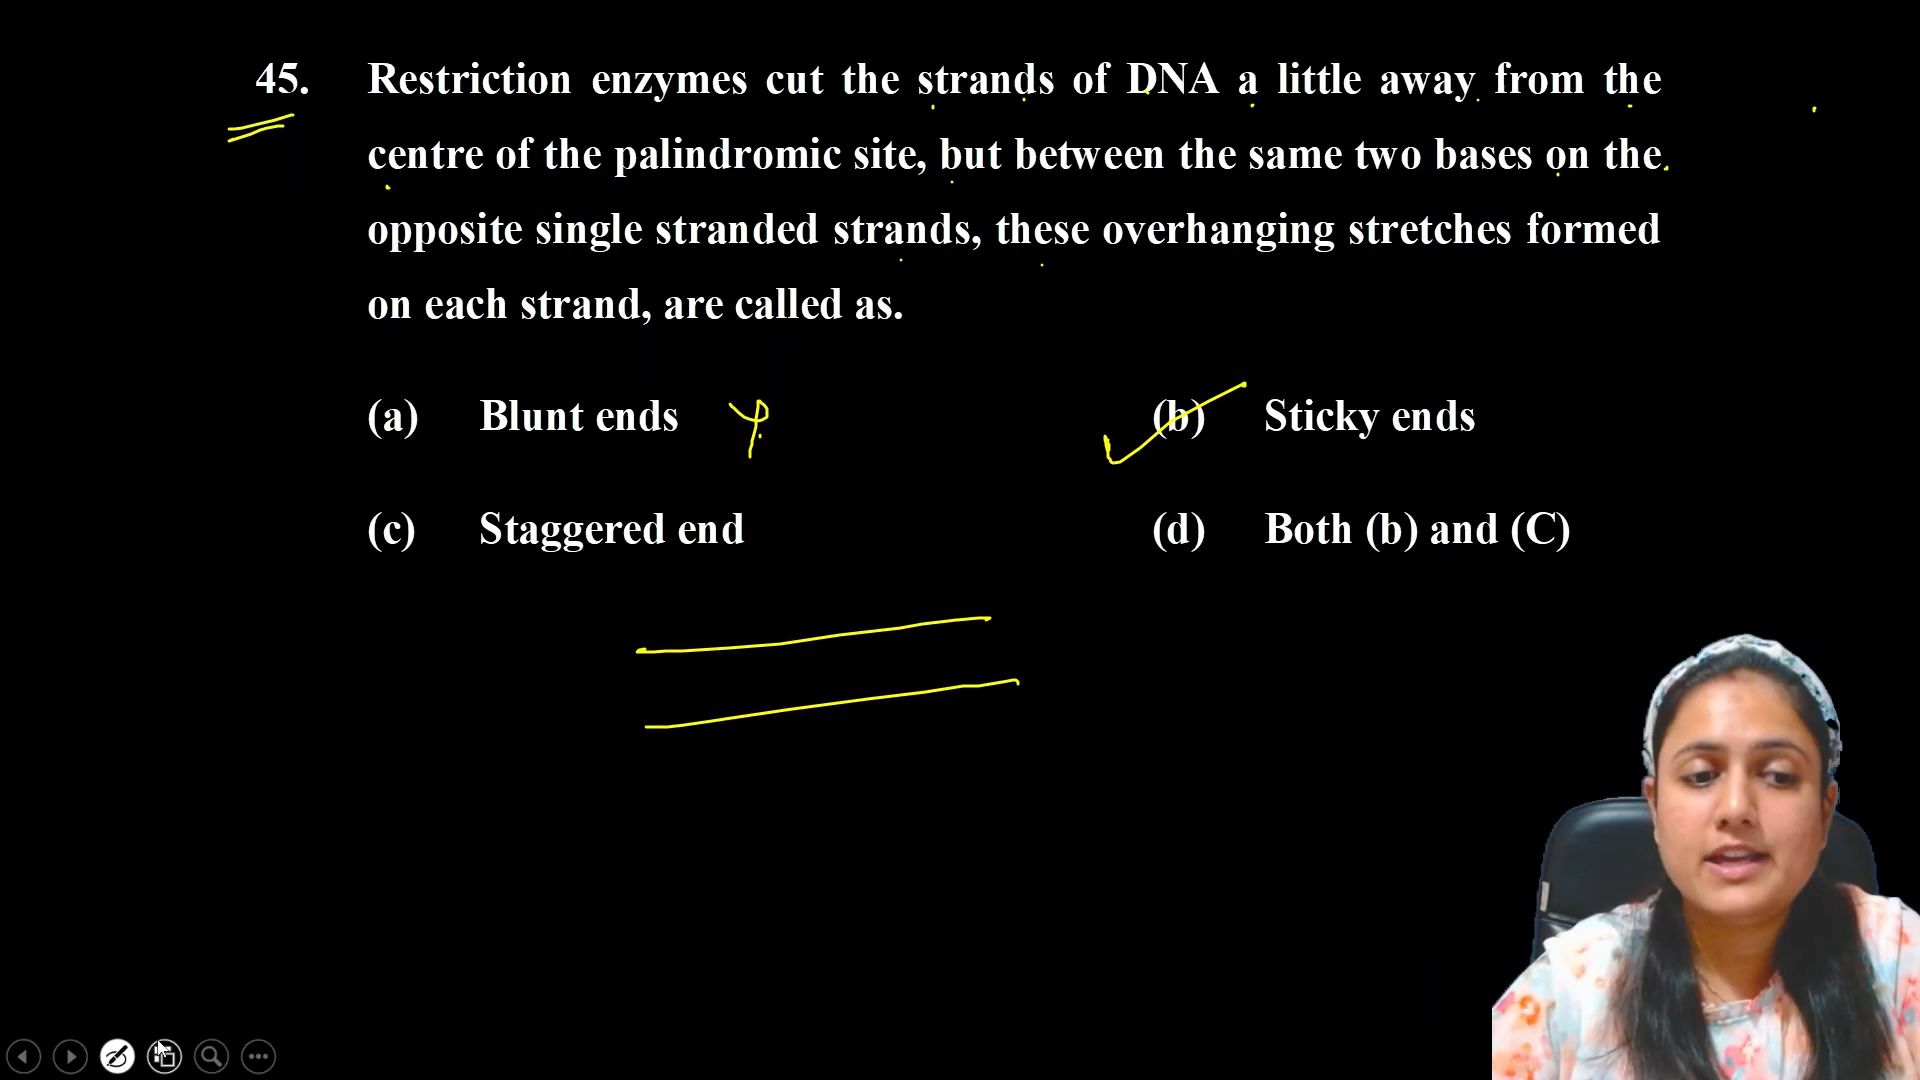 45. Restriction enzymes cut the strands of DNA a little away from the
centre of the palindromic site, but between the same two bases on the
opposite single stranded strands, these overhanging stretches formed
on each strand, are called as.
(a) Blunt ends (b) Sticky ends
(c) Staggered end (d) Both (b) and (C)